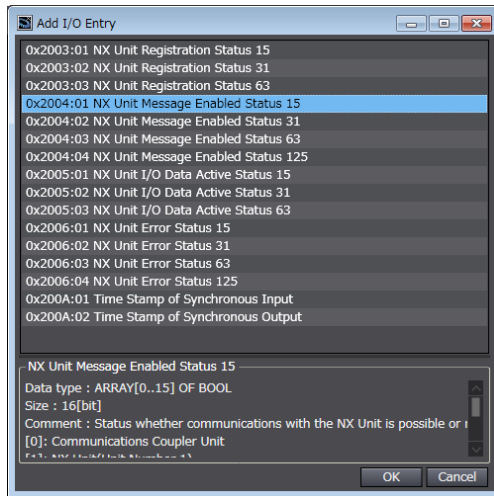 Add I/O Entry
0x2003:01 NX Unit Registration Status 15
0x2003:02 NX Unit Registration Status 31
0x2003:03 NX Unit Registration Status 63
0x2004:01 NX Unit Message Enabled Status 15
0x2004:02 NX Unit Message Enabled Status 31
0x2004:03 NX Unit Message Enabled Status 63
0x2004:04 NX Unit Message Enabled Status 125
0x2005:01 NX Unit I/O Data Active Status 15
0x2005:02 NX Unit I/O Data Active Status 31
0x2005:03 NX Unit I/O Data Active Status 63
0x2006:01 NX Unit Error Status 15
0x2006:02 NX Unit Error Status 31
0x2006:03 NX Unit Error Status 63
0x2006:04 NX Unit Error Status 125
0x200A:01 Time Stamp of Synchronous Input
0x200A:02 Time Stamp of Synchronous Output
NX Unit Message Enabled Status 15
Data type : ARRAY[0..15] OF BOOL
Size : 16[bit]
Comment : Status whether communications with the NX Unit is possible or
[0]: Communications Coupler Unit
[1]: NX Unit(Unit Number 1)
OK Cancel